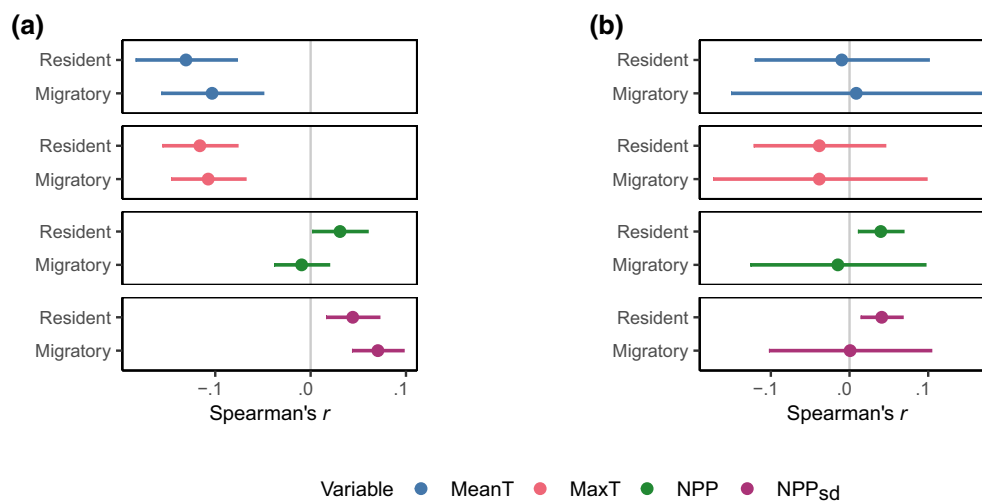 (a)
Resident
Migratory
Resident
Migratory
Resident
Migratory
Resident
Migratory
−.1 .0 .1
Spearman's r
(b)
Resident
Migratory
Resident
Migratory
Resident
Migratory
Resident
Migratory
−.1 .0 .1
Spearman's r
Variable MeanT MaxT NPP NPPsd